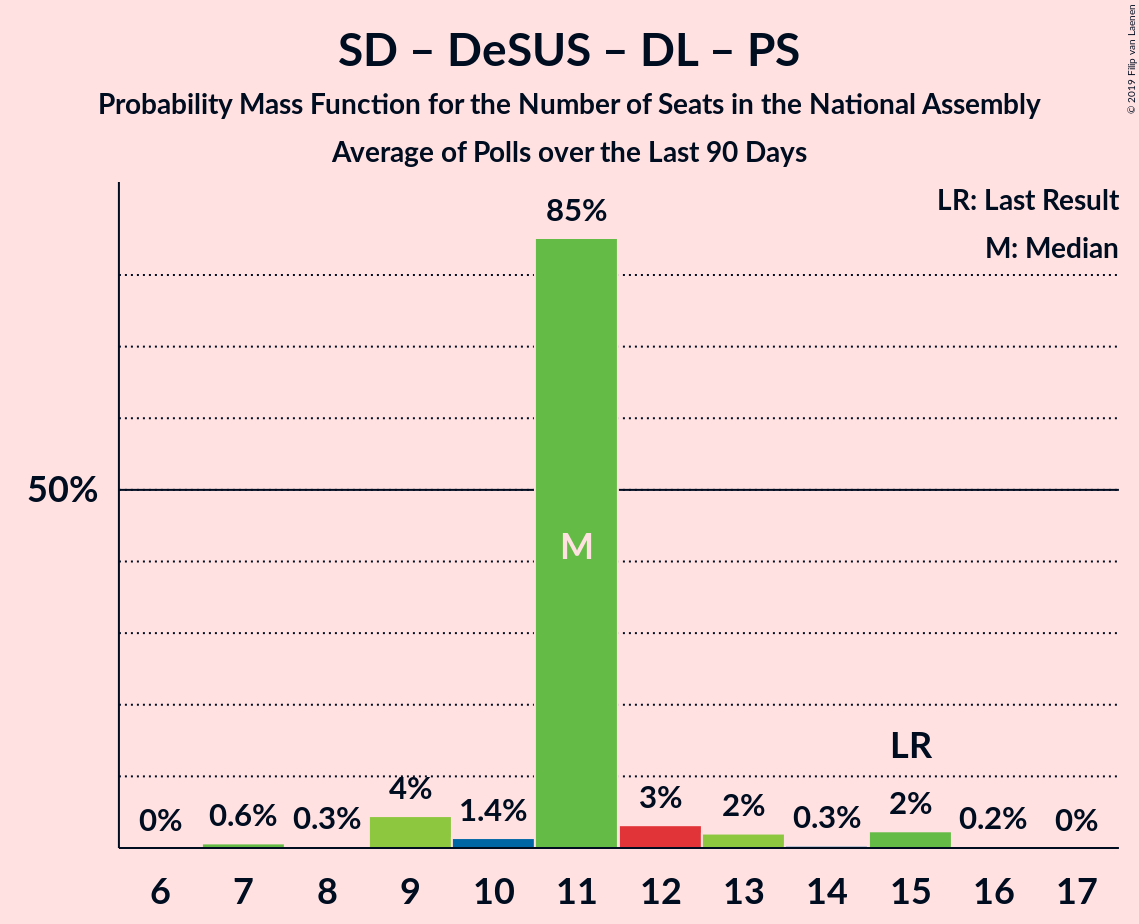 SD – DeSUS – DL – PS
Probability Mass Function for the Number of Seats in the National Assembly
Average of Polls over the Last 90 Days
© 2019 Filip van Laenen
LR: Last Result
M: Median
85%
50%
M
LR
0% 0.6% 0.3% 4% 1.4% 3% 2% 0.3% 2% 0.2% 0%
6 7 8 9 10 11 12 13 14 15 16 17